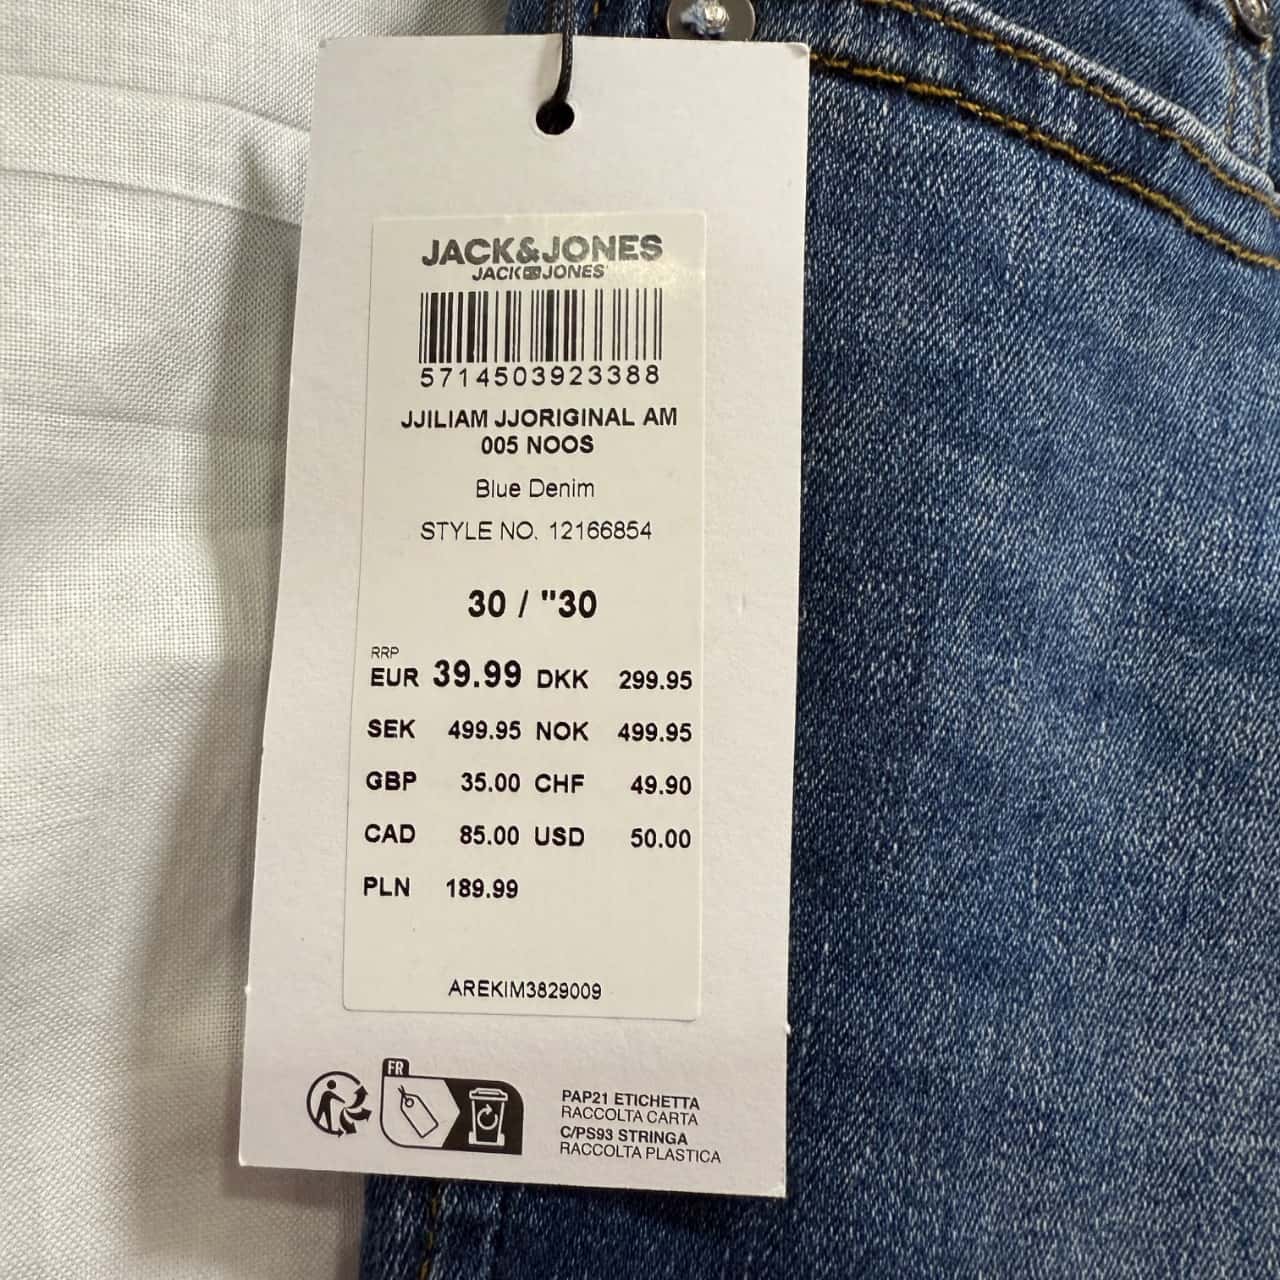 JACK&JONES
JACK JONES
5714503923388
JJILIAM JJORIGINAL AM
005 NOOS
Blue Denim
STYLE NO. 12166854
30 / "30
RRP
EUR 39.99 DKK 299.95
SEK 499.95 NOK 499.95
GBP 35.00 CHF 49.90
CAD 85.00 USD 50.00
PLN 189.99
AREKIM3829009
FR
PAP21 ETICHETTA
RACCOLTA CARTA
C/PS93 STRINGA
RACCOLTA PLASTICA